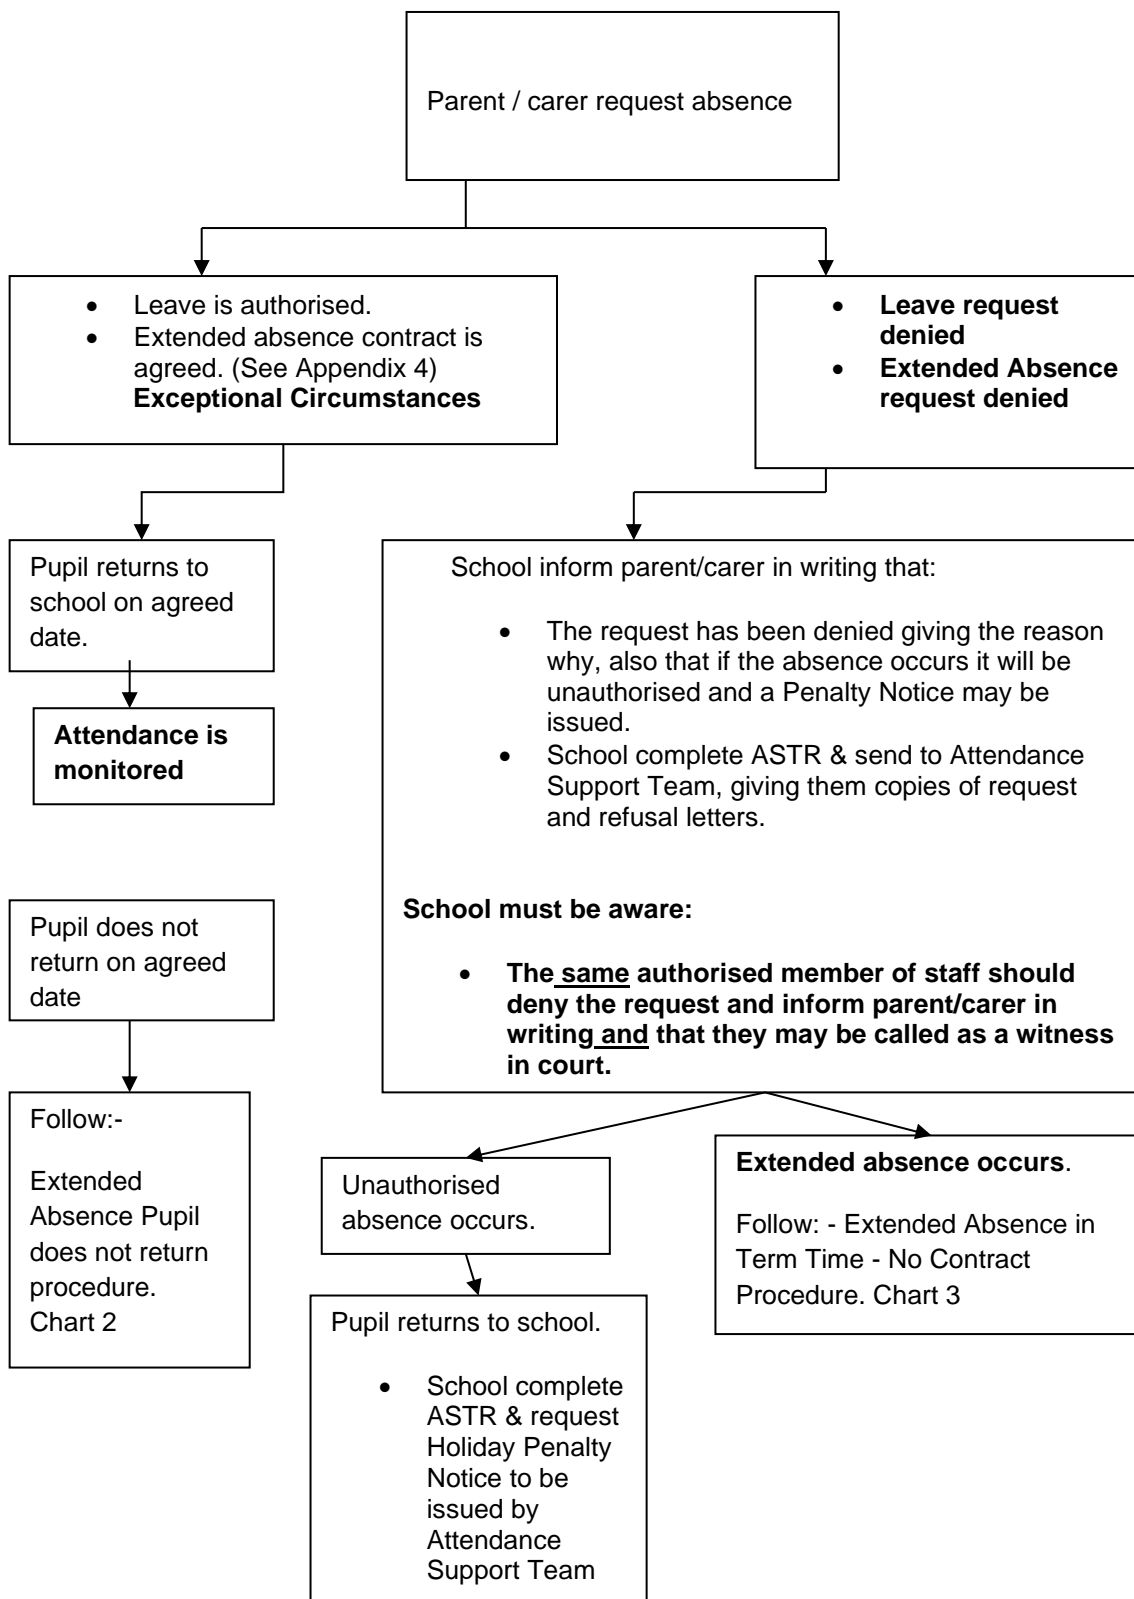 Parent / carer request absence
• Leave is authorised.
• Extended absence contract is
agreed. (See Appendix 4)
Exceptional Circumstances
• Leave request
denied
• Extended Absence
request denied
Pupil returns to
school on agreed
date.
Attendance is
monitored
School inform parent/carer in writing that:
• The request has been denied giving the reason
why, also that if the absence occurs it will be
unauthorised and a Penalty Notice may be
issued.
• School complete ASTR & send to Attendance
Support Team, giving them copies of request
and refusal letters.
School must be aware:
• The same authorised member of staff should
deny the request and inform parent/carer in
writing and that they may be called as a witness
in court.
Pupil does not
return on agreed
date
Follow:-
Extended
Absence Pupil
does not return
procedure.
Chart 2
Unauthorised
absence occurs.
Extended absence occurs.
Follow: - Extended Absence in
Term Time - No Contract
Procedure. Chart 3
Pupil returns to school.
• School complete
ASTR & request
Holiday Penalty
Notice to be
issued by
Attendance
Support Team